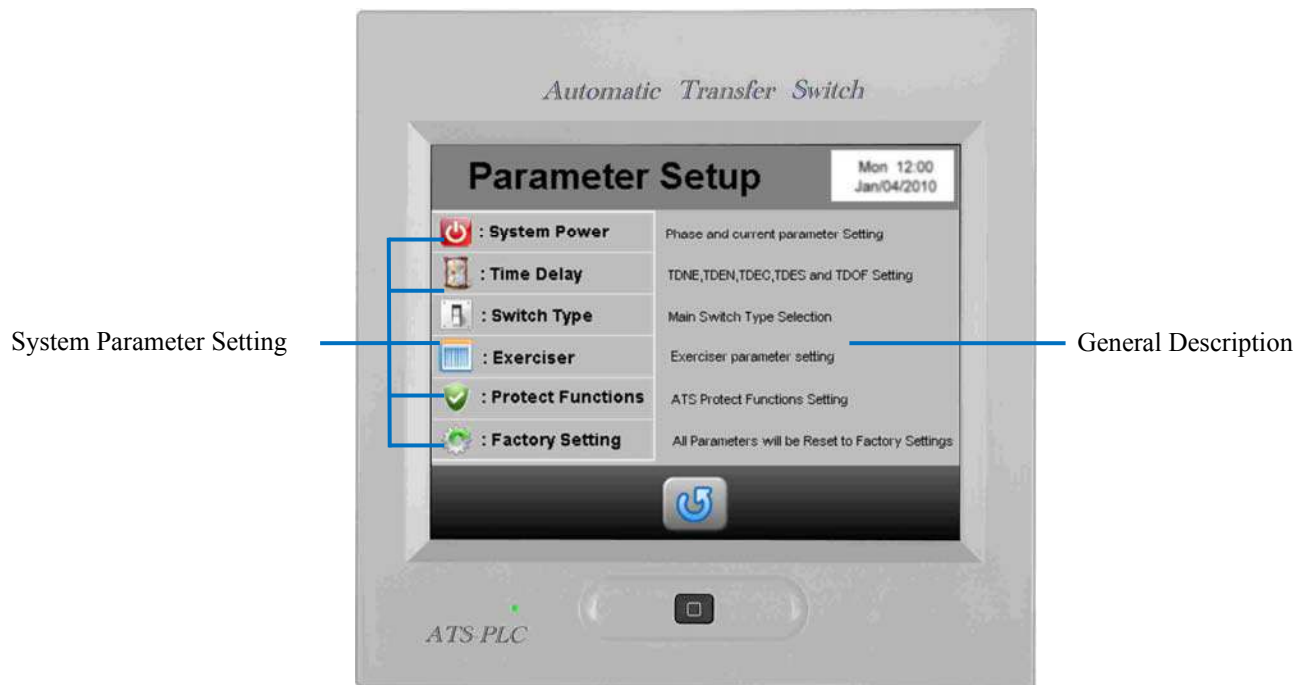 Automatic Transfer Switch
Parameter Setup
Mon 12:00
Jan/04/2010
: System Power
Phase and current parameter Setting
: Time Delay
TDNE,TDEN,TDEC,TDES and TDOF Setting
: Switch Type
Main Switch Type Selection
System Parameter Setting
General Description
: Exerciser
Exerciser parameter setting
: Protect Functions
ATS Protect Functions Setting
: Factory Setting
All Parameters will be Reset to Factory Settings
ATS-PLC